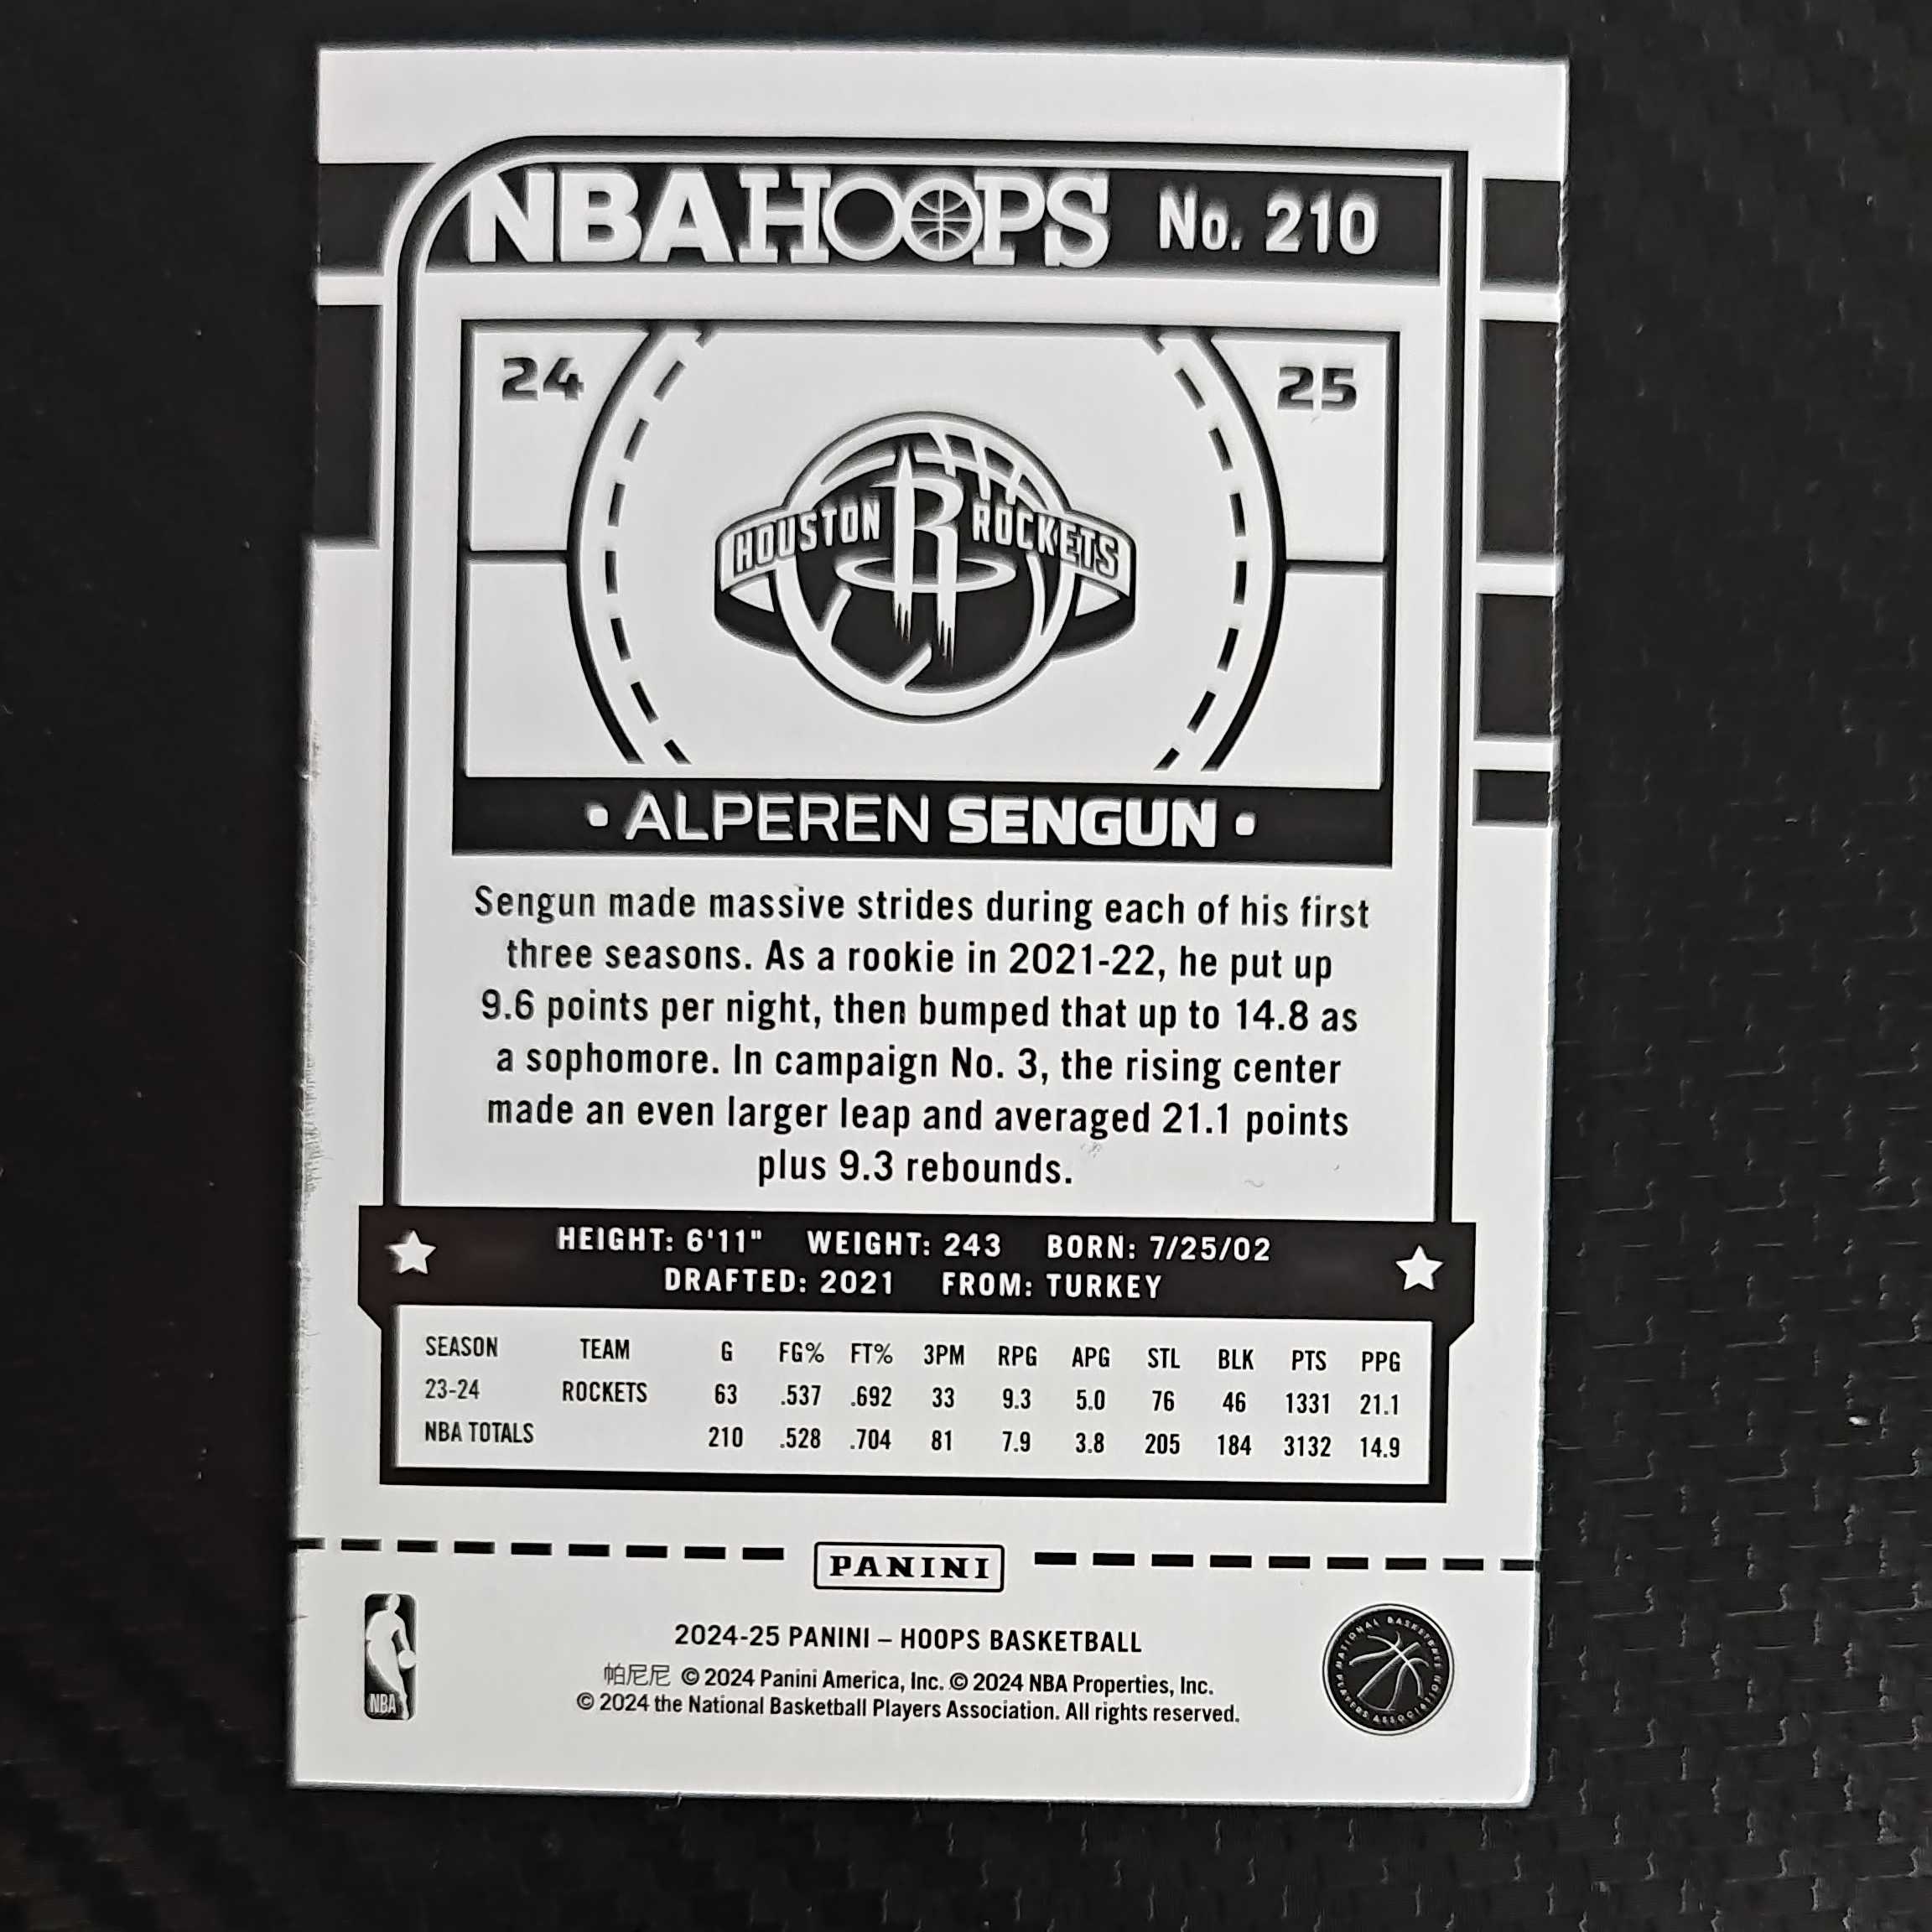 NBA HOOPS No. 210
24 25
HOUSTON R ROCKETS
• ALPEREN SENGUN •
Sengun made massive strides during each of his first
three seasons. As a rookie in 2021-22, he put up
9.6 points per night, then bumped that up to 14.8 as
a sophomore. In campaign No. 3, the rising center
made an even larger leap and averaged 21.1 points
plus 9.3 rebounds.
HEIGHT: 6'11" WEIGHT: 243 BORN: 7/25/02
DRAFTED: 2021 FROM: TURKEY
SEASON TEAM G FG% FT% 3PM RPG APG STL BLK PTS PPG
23-24 ROCKETS 63 .537 .692 33 9.3 5.0 76 46 1331 21.1
NBA TOTALS 210 .528 .704 81 7.9 3.8 205 184 3132 14.9
PANINI
2024-25 PANINI – HOOPS BASKETBALL
帕尼尼 © 2024 Panini America, Inc. © 2024 NBA Properties, Inc.
© 2024 the National Basketball Players Association. All rights reserved.
NBA
NATIONAL BASKETBALL PLAYERS ASSOCIATION